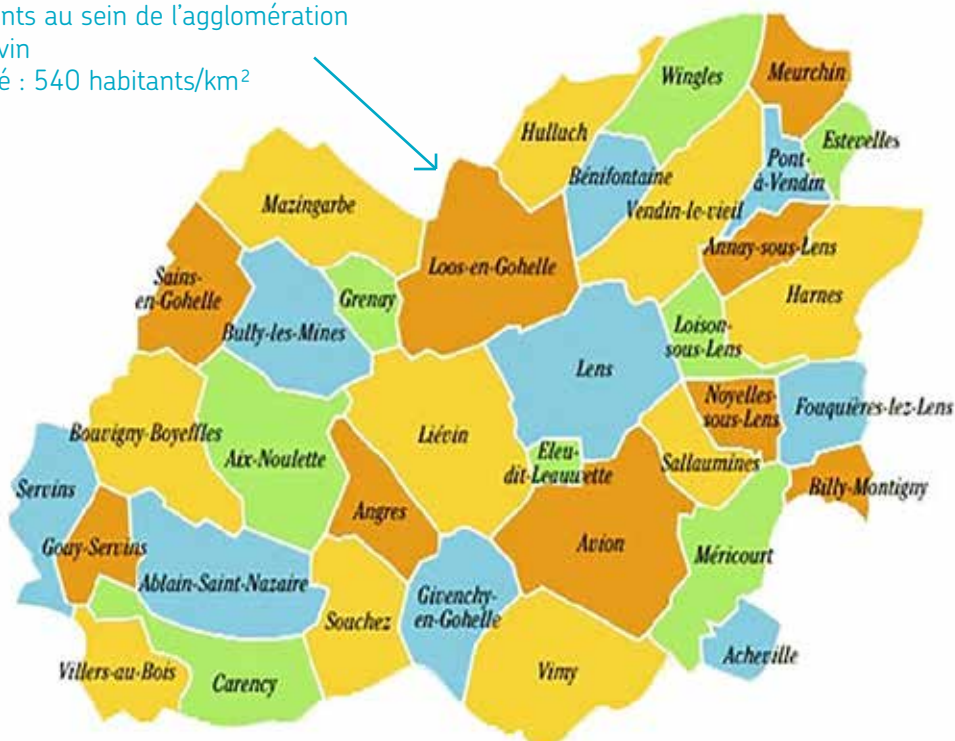 nts au sein de l'agglomération
vin
é : 540 habitants/km²
Wingles
Meurchin
Hulluch
Estevelles
Bénifontaine
Pont-
à-Vendin
Mazingarbe
Vendin-le-vieil
Annay-sous-Lens
Sains-
en-Gohelle
Grenay
Loos-en-Gohelle
Harnes
Bully-les-Mines
Loison-
sous-Lens
Lens
Noyelles-
sous-Lens
Fouquières-lez-Lens
Bouvigny-Boyeffles
Aix-Noulette
Liévin
Eleu-
dit-Leauwette
Sallaumines
Servins
Billy-Montigny
Angres
Goay-Servins
Avion
Méricourt
Ablain-Saint-Nazaire
Souchez
Givenchy-
en-Gohelle
Acheville
Villers-au-Bois
Carency
Vimy